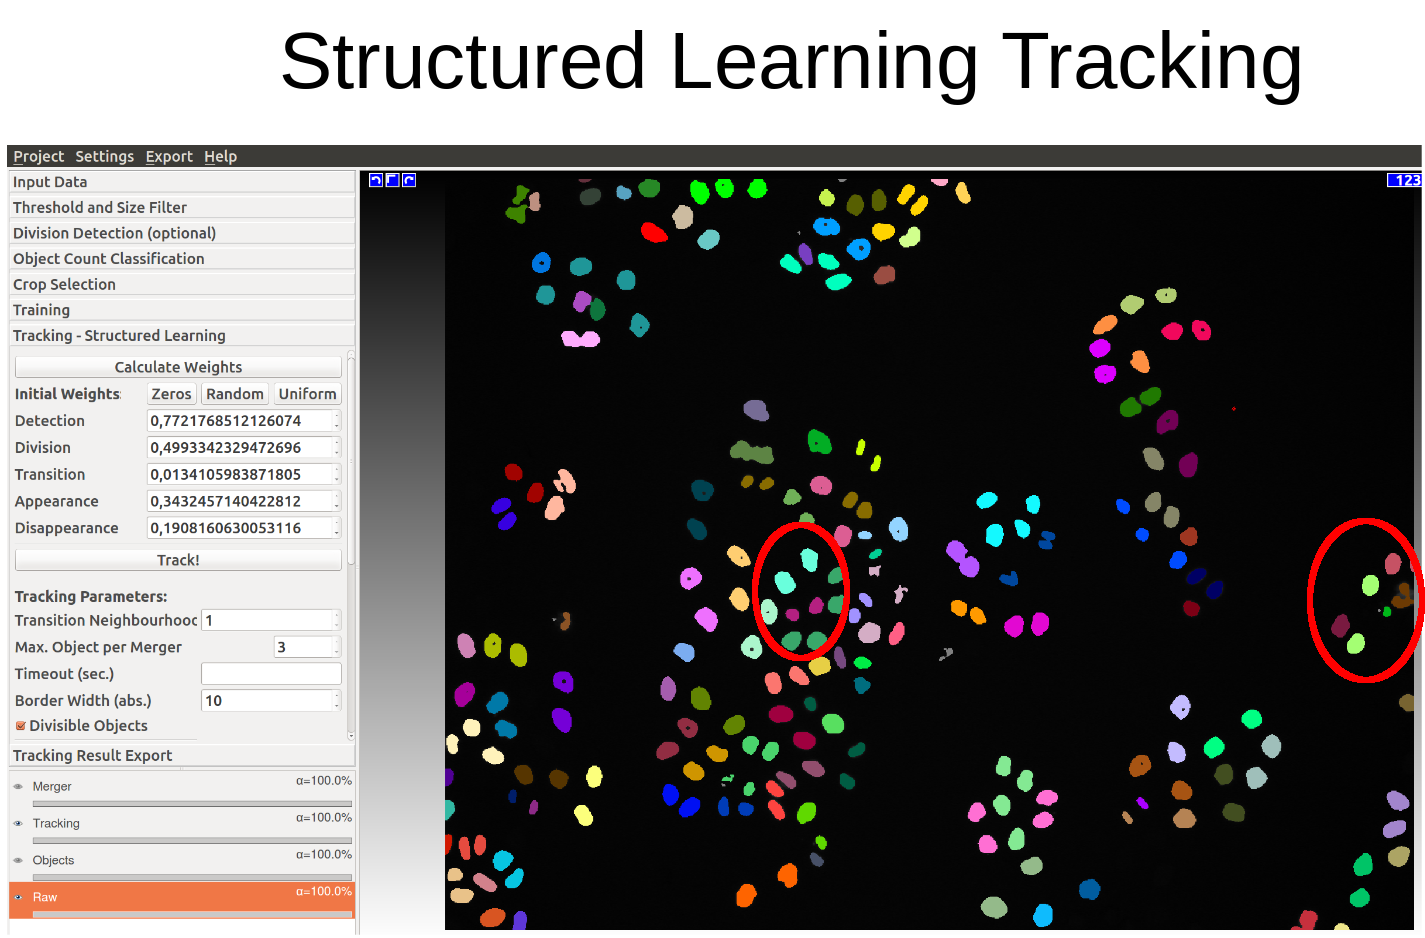 Structured Learning Tracking
Project Settings Export Help
Input Data
Threshold and Size Filter
Division Detection (optional)
Object Count Classification
Crop Selection
Training
Tracking - Structured Learning
Calculate Weights
Initial Weights: Zeros Random Uniform
Detection 0,7721768512126074
Division 0,4993342329472696
Transition 0,0134105983871805
Appearance 0,3432457140422812
Disappearance 0,1908160630053116
Track!
Tracking Parameters:
Transition Neighbourhooc 1
Max. Object per Merger 3
Timeout (sec.)
Border Width (abs.) 10
Divisible Objects
Tracking Result Export
Merger α=100.0%
Tracking α=100.0%
Objects α=100.0%
Raw α=100.0%
123